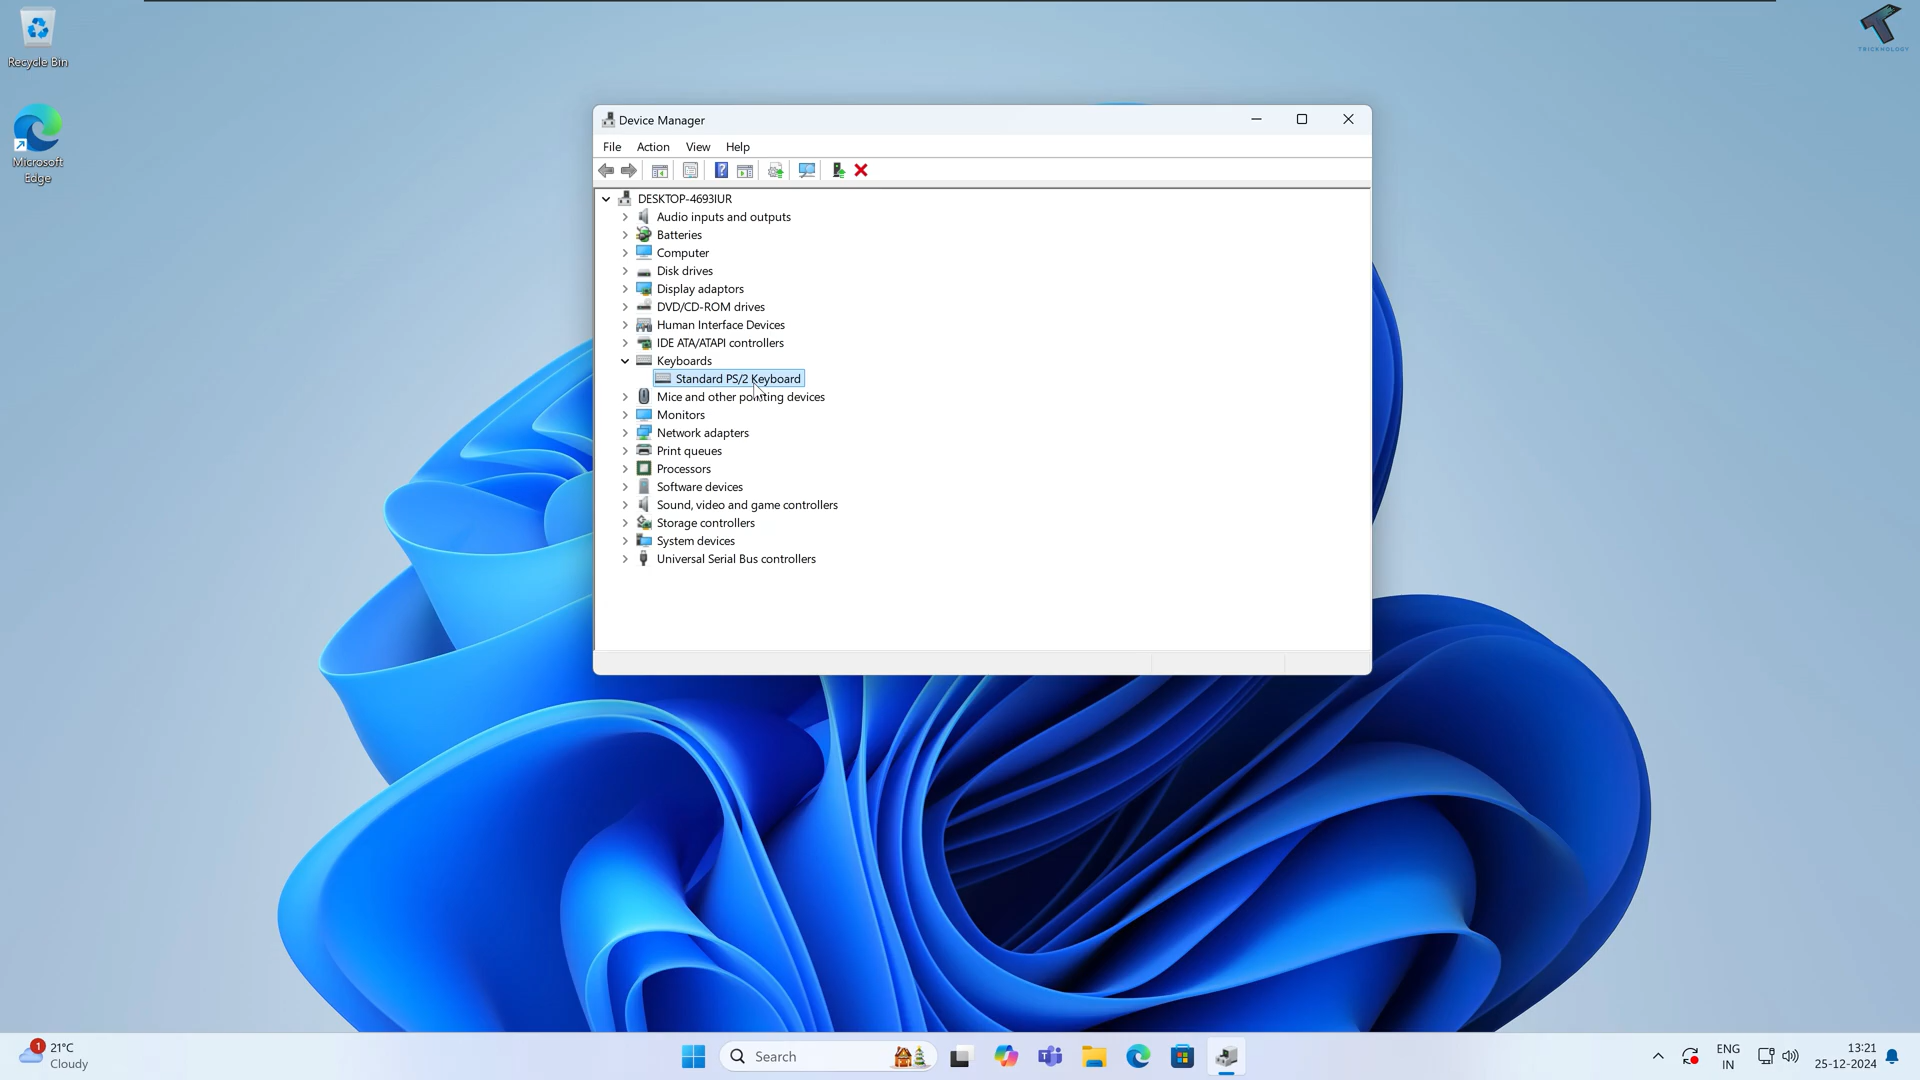 Recycle Bin
Microsoft
Edge
TRICKNOLOGY
Device Manager
File Action View Help
DESKTOP-4693IUR
Audio inputs and outputs
Batteries
Computer
Disk drives
Display adaptors
DVD/CD-ROM drives
Human Interface Devices
IDE ATA/ATAPI controllers
Keyboards
Standard PS/2 Keyboard
Mice and other pointing devices
Monitors
Network adapters
Print queues
Processors
Software devices
Sound, video and game controllers
Storage controllers
System devices
Universal Serial Bus controllers
1
21°C
Cloudy
Search
ENG
IN
13:21
25-12-2024